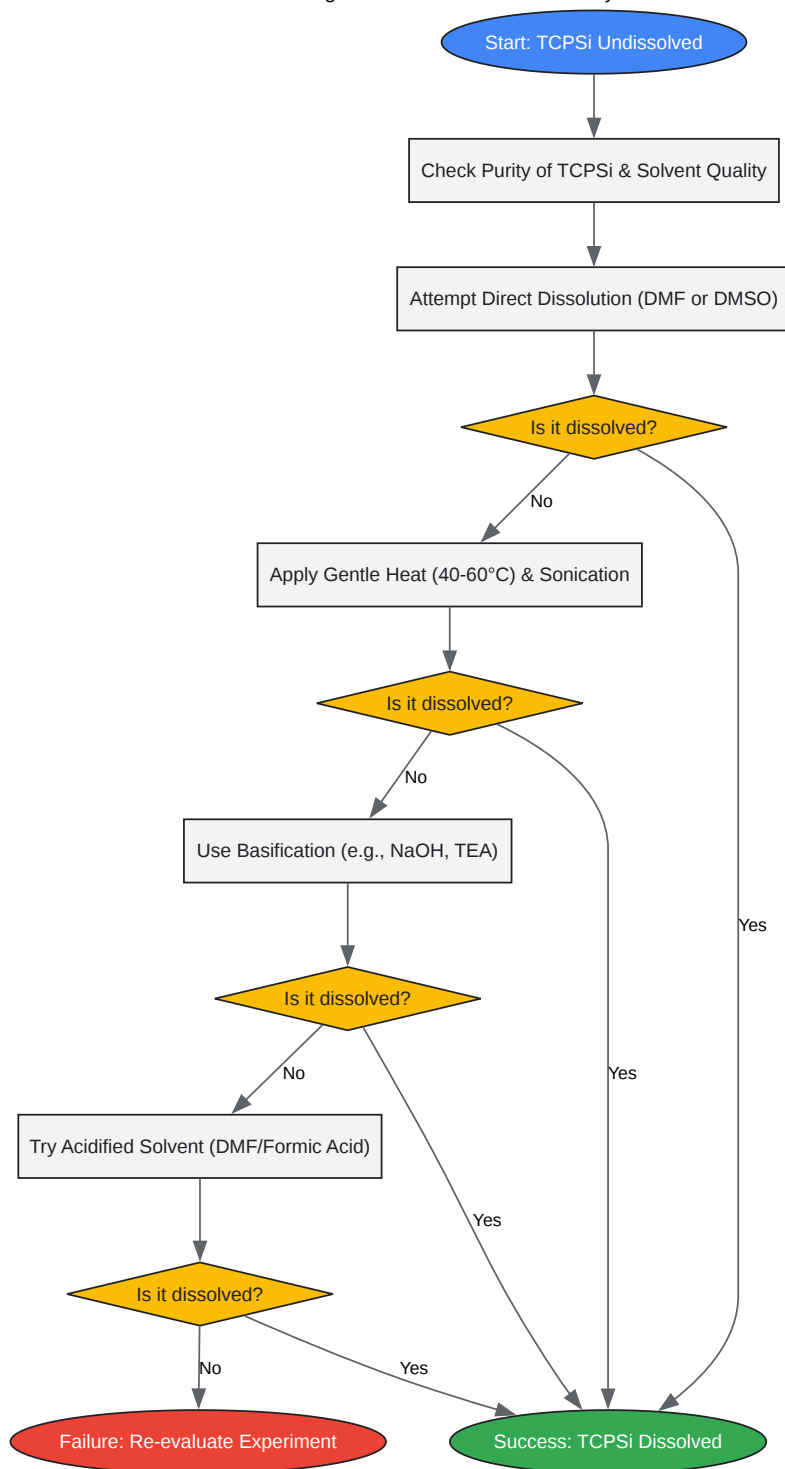 Start: TCPSi Undissolved
Check Purity of TCPSi & Solvent Quality
Attempt Direct Dissolution (DMF or DMSO)
Is it dissolved?
No
Apply Gentle Heat (40-60°C) & Sonication
Is it dissolved?
No
Use Basification (e.g., NaOH, TEA)
Yes
Is it dissolved?
No
Yes
Try Acidified Solvent (DMF/Formic Acid)
Yes
Is it dissolved?
No
Yes
Failure: Re-evaluate Experiment
Success: TCPSi Dissolved